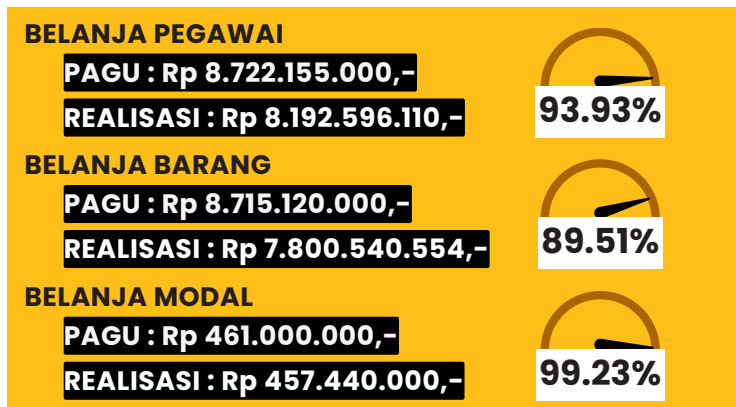 BELANJA PEGAWAI
PAGU : Rp 8.722.155.000,-
REALISASI : Rp 8.192.596.110,-
93.93%
BELANJA BARANG
PAGU : Rp 8.715.120.000,-
REALISASI : Rp 7.800.540.554,-
89.51%
BELANJA MODAL
PAGU : Rp 461.000.000,-
REALISASI : Rp 457.440.000,-
99.23%